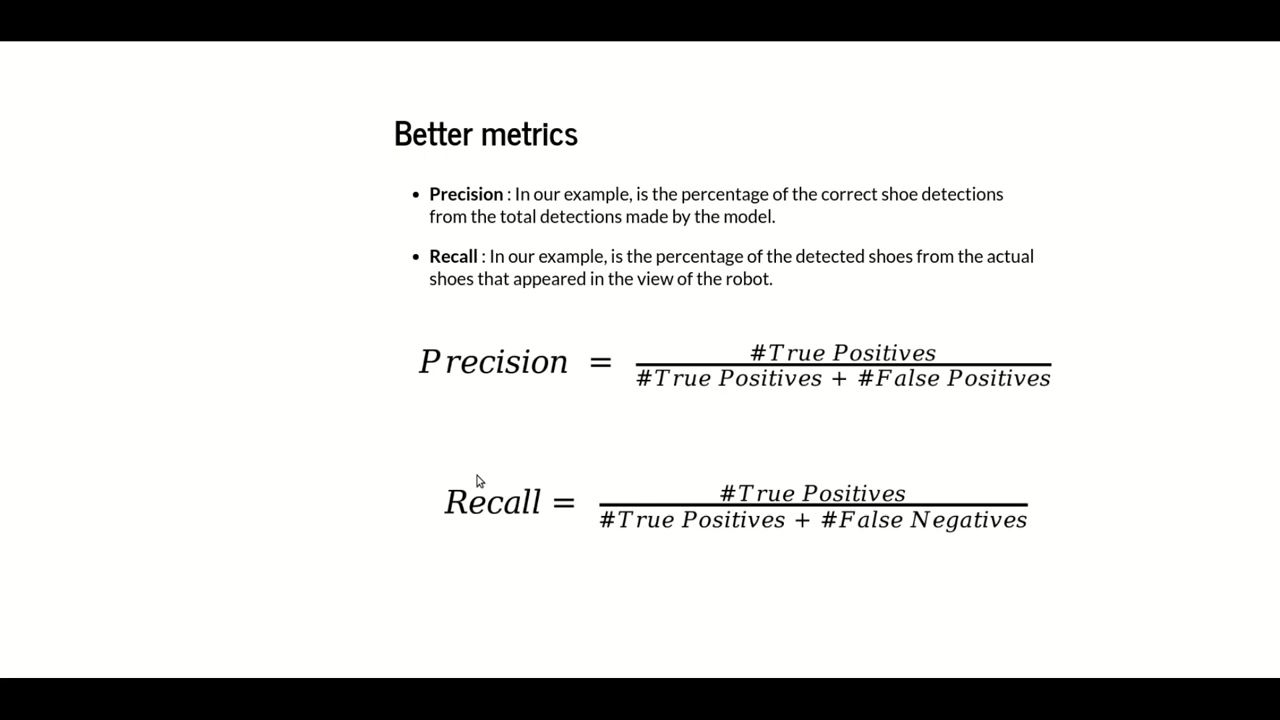 Better metrics
• Precision : In our example, is the percentage of the correct shoe detections
from the total detections made by the model.
• Recall : In our example, is the percentage of the detected shoes from the actual
shoes that appeared in the view of the robot.
Precision = #True Positives / #True Positives + #False Positives
Recall = #True Positives / #True Positives + #False Negatives